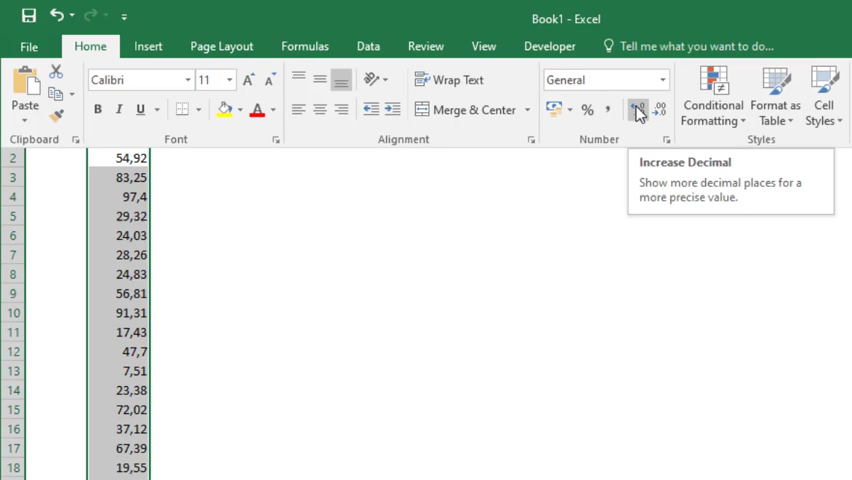 Book1 - Excel
File Home Insert Page Layout Formulas Data Review View Developer Tell me what you want to do...
Paste
Calibri 11 Wrap Text General
B I U A Merge & Center % , .00
Conditional Formatting Format as Table Cell Styles
Clipboard Font Alignment Number Styles
Increase Decimal
Show more decimal places for a
more precise value.
2 54,92
3 83,25
4 97,4
5 29,32
6 24,03
7 28,26
8 24,83
9 56,81
10 91,31
11 17,43
12 47,7
13 7,51
14 23,38
15 72,02
16 37,12
17 67,39
18 19,55